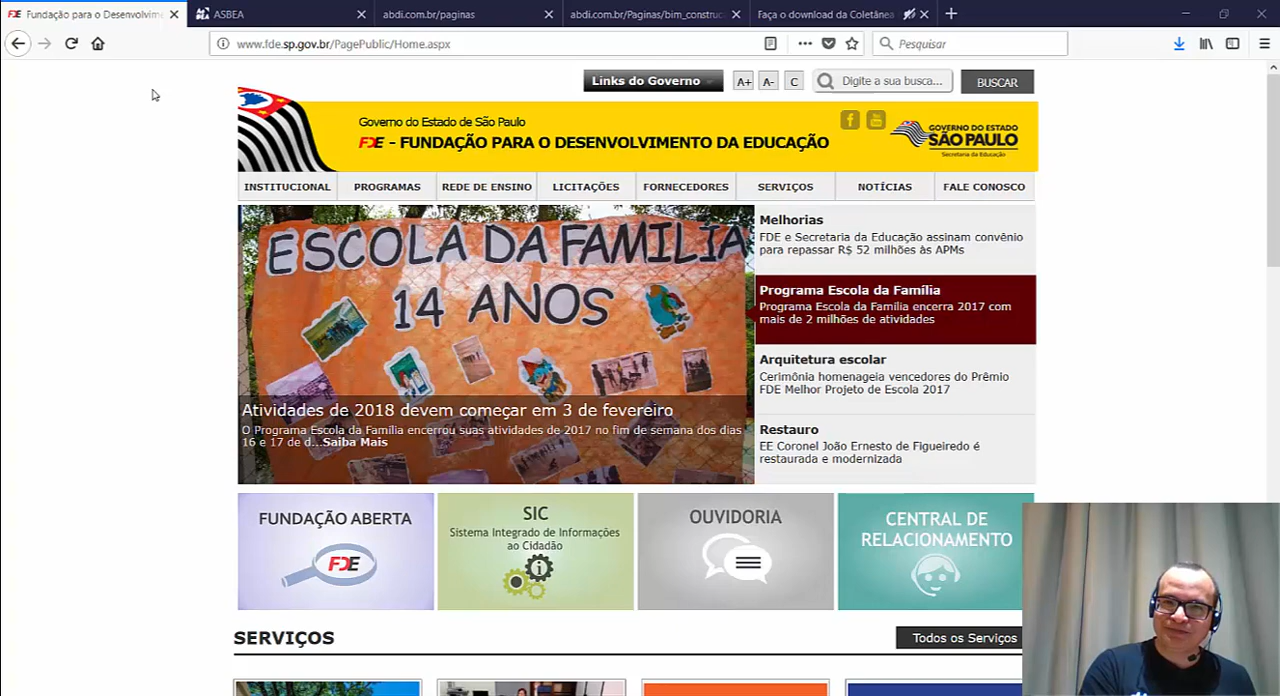 Fundação para o Desenvolvim
ASBEA
abdi.com.br/paginas
abdi.com.br/Paginas/bim_construc
Faça o download da Coletânea
www.fde.sp.gov.br/PagePublic/Home.aspx
Pesquisar
Links do Governo
A+
A-
C
Digite a sua busca...
BUSCAR
Governo do Estado de São Paulo
FDE - FUNDAÇÃO PARA O DESENVOLVIMENTO DA EDUCAÇÃO
GOVERNO DO ESTADO
SÃO PAULO
Secretaria da Educação
INSTITUCIONAL
PROGRAMAS
REDE DE ENSINO
LICITAÇÕES
FORNECEDORES
SERVIÇOS
NOTÍCIAS
FALE CONOSCO
ESCOLA DA FAMÍLIA
14 ANOS
Atividades de 2018 devem começar em 3 de fevereiro
O Programa Escola da Família encerrou suas atividades de 2017 no fim de semana dos dias
16 e 17 de d...Saiba Mais
Melhorias
FDE e Secretaria da Educação assinam convênio
para repassar R$ 52 milhões às APMs
Programa Escola da Família
Programa Escola da Família encerra 2017 com
mais de 2 milhões de atividades
Arquitetura escolar
Cerimônia homenageia vencedores do Prêmio
FDE Melhor Projeto de Escola 2017
Restauro
EE Coronel João Ernesto de Figueiredo é
restaurada e modernizada
FUNDAÇÃO ABERTA
FDE
SIC
Sistema Integrado de Informações
ao Cidadão
OUVIDORIA
CENTRAL DE
RELACIONAMENTO
SERVIÇOS
Todos os Serviços